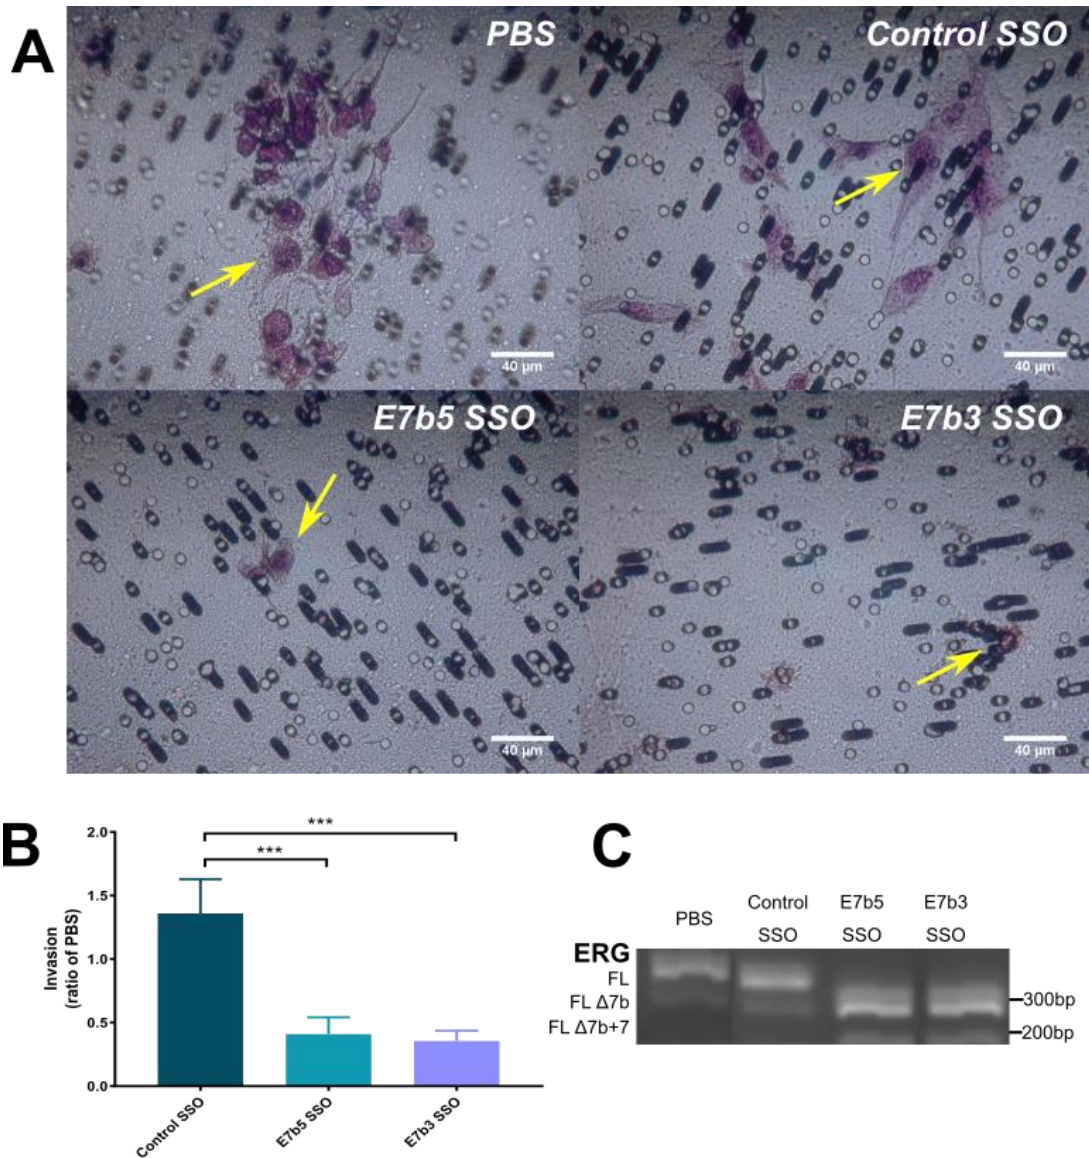 A
PBS
Control SSO
40 μm
40 μm
E7b5 SSO
E7b3 SSO
40 μm
40 μm
B
2.0
1.5
1.0
0.5
0.0
Invasion
(ratio of PBS)
***
***
Control SSO
E7b5 SSO
E7b3 SSO
C
PBS
Control
SSO
E7b5
SSO
E7b3
SSO
ERG
FL
FL Δ7b
FL Δ7b+7
300bp
200bp